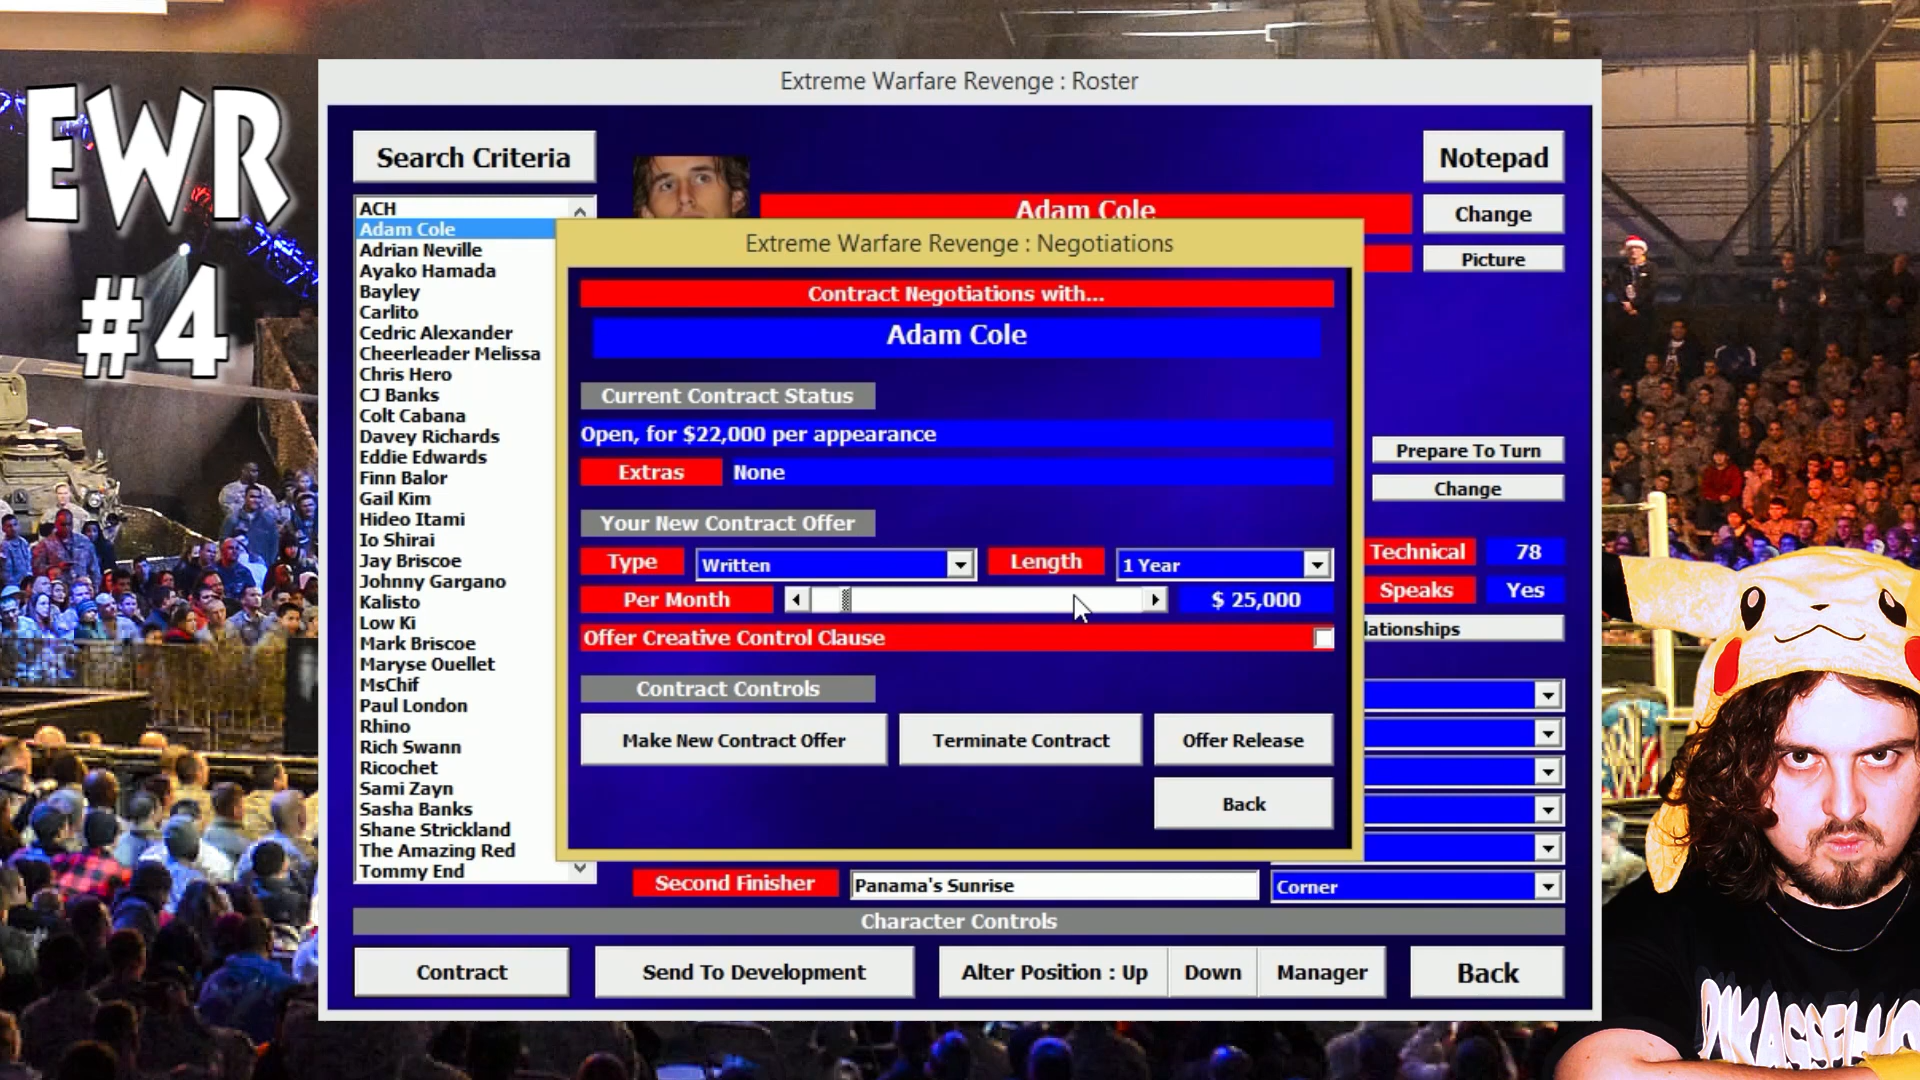 EWR
#4
Extreme Warfare Revenge : Roster
Search Criteria
Notepad
Adam Cole
Change
Picture
ACH
Adam Cole
Adrian Neville
Ayako Hamada
Bayley
Carlito
Cedric Alexander
Cheerleader Melissa
Chris Hero
CJ Banks
Colt Cabana
Davey Richards
Eddie Edwards
Finn Balor
Gail Kim
Hideo Itami
Io Shirai
Jay Briscoe
Johnny Gargano
Kalisto
Low Ki
Mark Briscoe
Maryse Ouellet
MsChif
Paul London
Rhino
Rich Swann
Ricochet
Sami Zayn
Sasha Banks
Shane Strickland
The Amazing Red
Tommy End
Extreme Warfare Revenge : Negotiations
Contract Negotiations with...
Adam Cole
Current Contract Status
Open, for $22,000 per appearance
Extras None
Your New Contract Offer
Type Written Length 1 Year
Per Month $ 25,000
Offer Creative Control Clause
Contract Controls
Make New Contract Offer Terminate Contract Offer Release
Back
Prepare To Turn
Change
Technical 78
Speaks Yes
lationships
Second Finisher Panama's Sunrise Corner
Character Controls
Contract Send To Development Alter Position : Up Down Manager Back